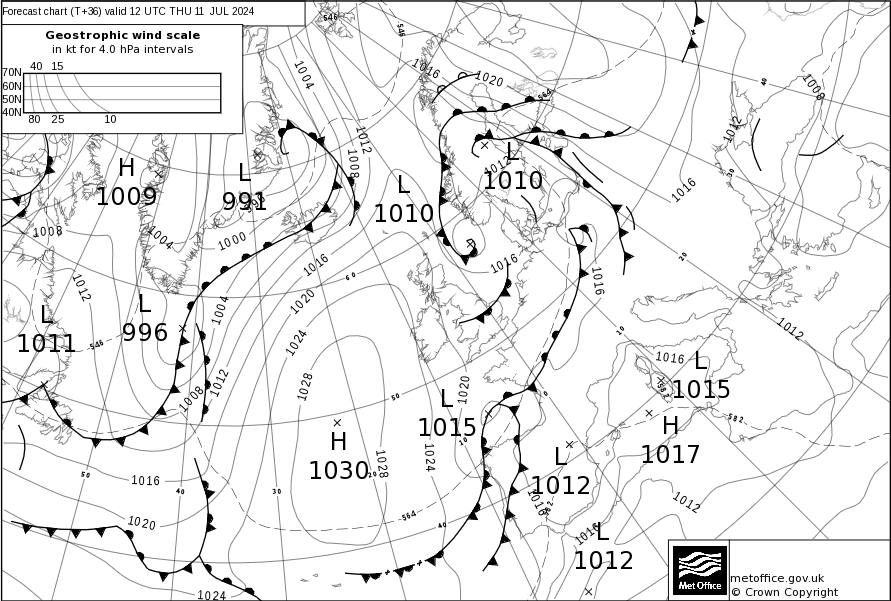 Forecast chart (T+36) valid 12 UTC THU 11 JUL 2024
Geostrophic wind scale
in kt for 4.0 hPa intervals
40 15
70N
60N
50N
40N
80 25 10
546
546
1004
1016
1020
564
1008
40
1012
1012
1008
H
1009
L
991
L
1010
1012
L
1010
30
1016
1008
1004
1000
1016
60
1016
20
1012
1020
1016
L
1011
L
996
1004
1024
546
1012
10
1012
1016
1028
1008
50
1020
L
1015
0
582
L
1015
582
H
1030
1028
20
1024
10
H
1017
50
1016
40
30
L
1012
1016
582
1012
1020
564
40
1016
L
1012
1024
Met Office
metoffice.gov.uk
© Crown Copyright